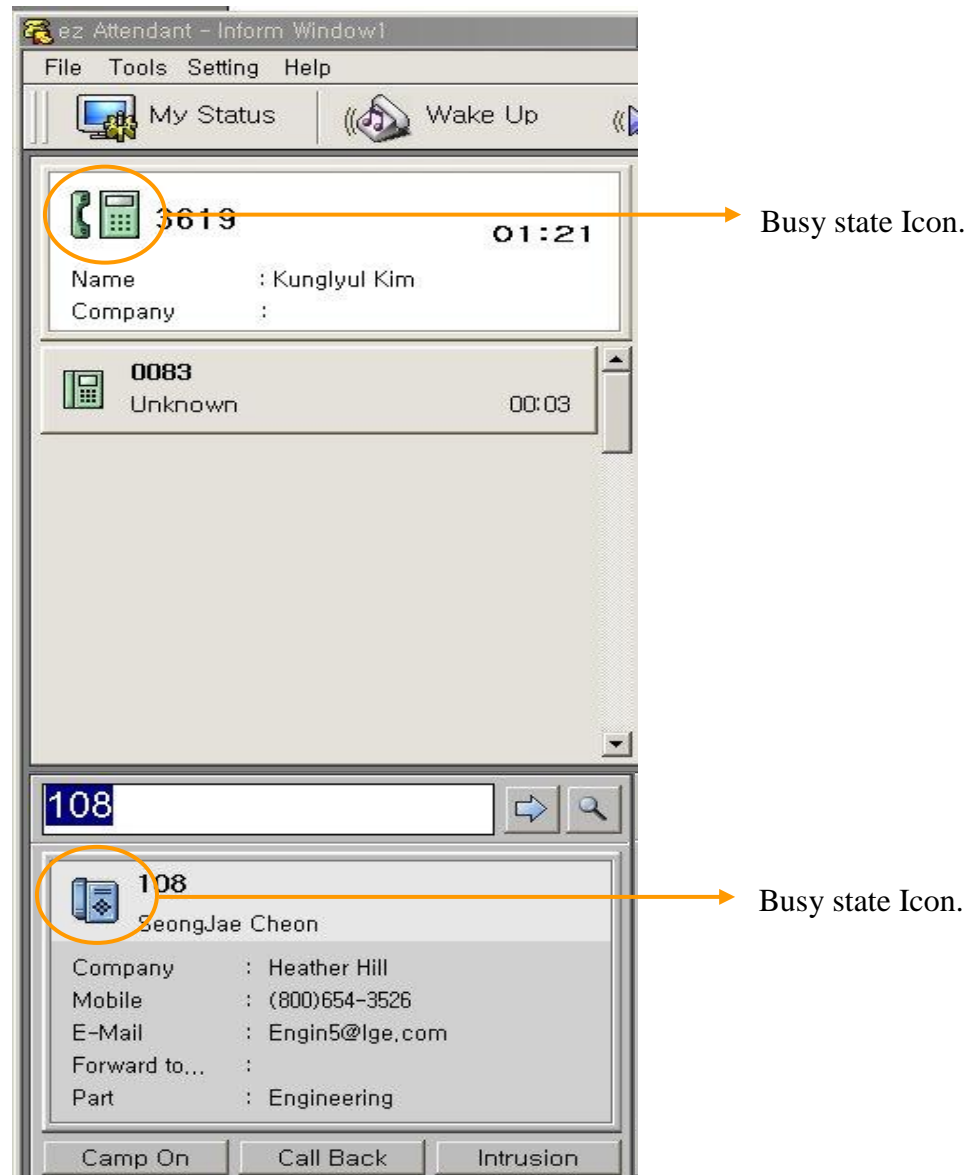 ez Attendant - Inform Window1
File Tools Setting Help
My Status Wake Up
3619
01:21
Busy state Icon.
Name : Kunglyul Kim
Company :
0083
Unknown 00:03
108
108
SeongJae Cheon
Busy state Icon.
Company : Heather Hill
Mobile : (800)654-3526
E-Mail : Engin5@lge.com
Forward to... :
Part : Engineering
Camp On Call Back Intrusion